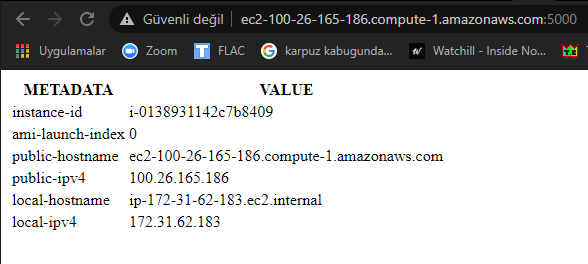 Güvenli değil ec2-100-26-165-186.compute-1.amazonaws.com:5000
Uygulamalar Zoom T FLAC G karpuz kabugunda... w Watchill - Inside No...
METADATA VALUE
instance-id i-0138931142c7b8409
ami-launch-index 0
public-hostname ec2-100-26-165-186.compute-1.amazonaws.com
public-ipv4 100.26.165.186
local-hostname ip-172-31-62-183.ec2.internal
local-ipv4 172.31.62.183